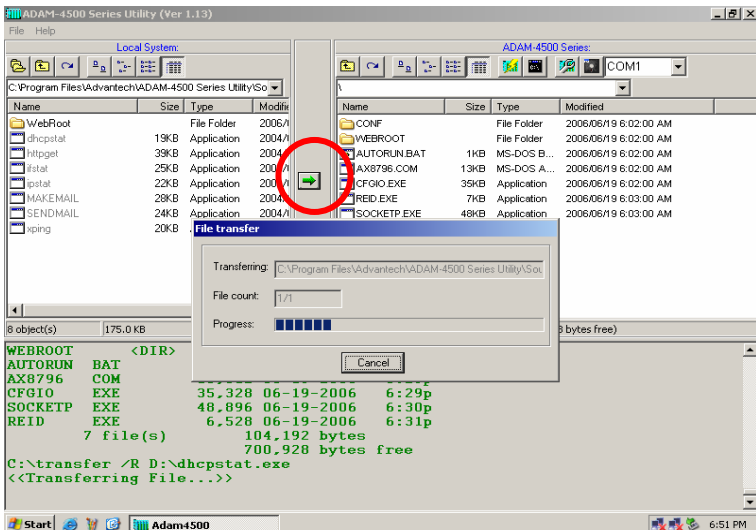 ADAM-4500 Series Utility (Ver 1.13)
File Help
Local System:
ADAM-4500 Series:
COM1
C:\Program Files\Advantech\ADAM-4500 Series Utility\So
\
Name Size Type Modifie
WebRoot File Folder 2006/
dhcpstat 19KB Application 2004/
httpget 39KB Application 2004/
ifstat 25KB Application 2004/
ipstat 22KB Application 2004/
MAKEMAIL 28KB Application 2004/
SENDMAIL 24KB Application 2004/
xping 20KB
Name Size Type Modified
CONF File Folder 2006/06/19 6:02:00 AM
WEBROOT File Folder 2006/06/19 6:02:00 AM
AUTORUN.BAT 1KB MS-DOS B... 2006/06/19 6:02:00 AM
AX8796.COM 13KB MS-DOS A... 2006/06/19 6:02:00 AM
CFGIO.EXE 35KB Application 2006/06/19 6:02:00 AM
REID.EXE 7KB Application 2006/06/19 6:03:00 AM
SOCKETP.EXE 48KB Application 2006/06/19 6:03:00 AM
File transfer
Transferring: C:\Program Files\Advantech\ADAM-4500 Series Utility\Sou
File count: 1/1
Progress:
Cancel
8 object(s) 175.0 KB
bytes free)
WEBROOT <DIR>
AUTORUN BAT
AX8796 COM
CFGIO EXE 35,328 06-19-2006 6:29p
SOCKETP EXE 48,896 06-19-2006 6:30p
REID EXE 6,528 06-19-2006 6:31p
7 file(s) 104,192 bytes
700,928 bytes free
C:\transfer /R D:\dhcpstat.exe
<<Transferring File...>>
Start Adam4500 6:51 PM